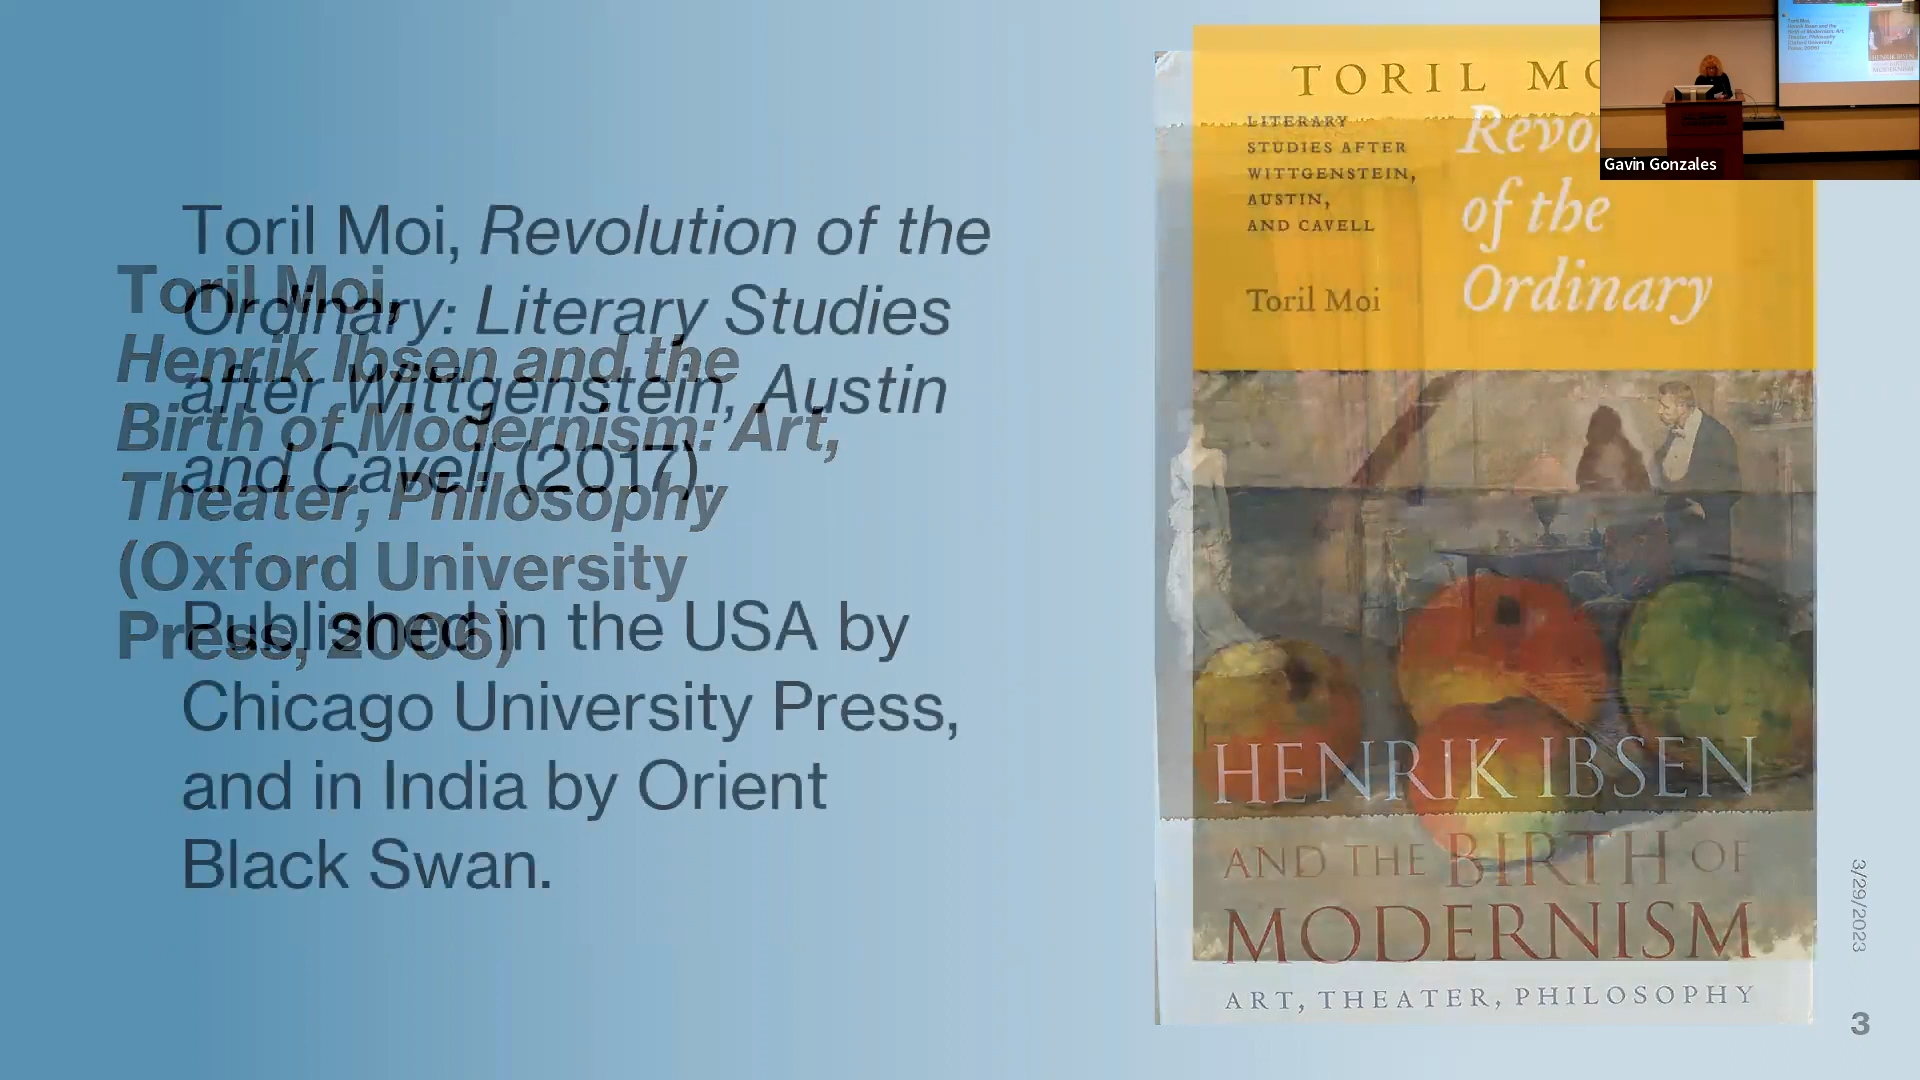 Toril Moi, Revolution of the
Ordinary: Literary Studies
after Wittgenstein, Austin
and Cavell (2017).
Published in the USA by
Chicago University Press,
and in India by Orient
Black Swan.
Toril Moi,
Henrik Ibsen and the
Birth of Modernism: Art,
Theater, Philosophy
(Oxford University
Press, 2006)
TORIL
LITERARY
STUDIES AFTER
WITTGENSTEIN,
AUSTIN,
AND CAVELL
Toril Moi
of the
Ordinary
HENRIK IBSEN
AND THE BIRTH OF
MODERNISM
ART, THEATER, PHILOSOPHY
Gavin Gonzales
3/29/2023
3